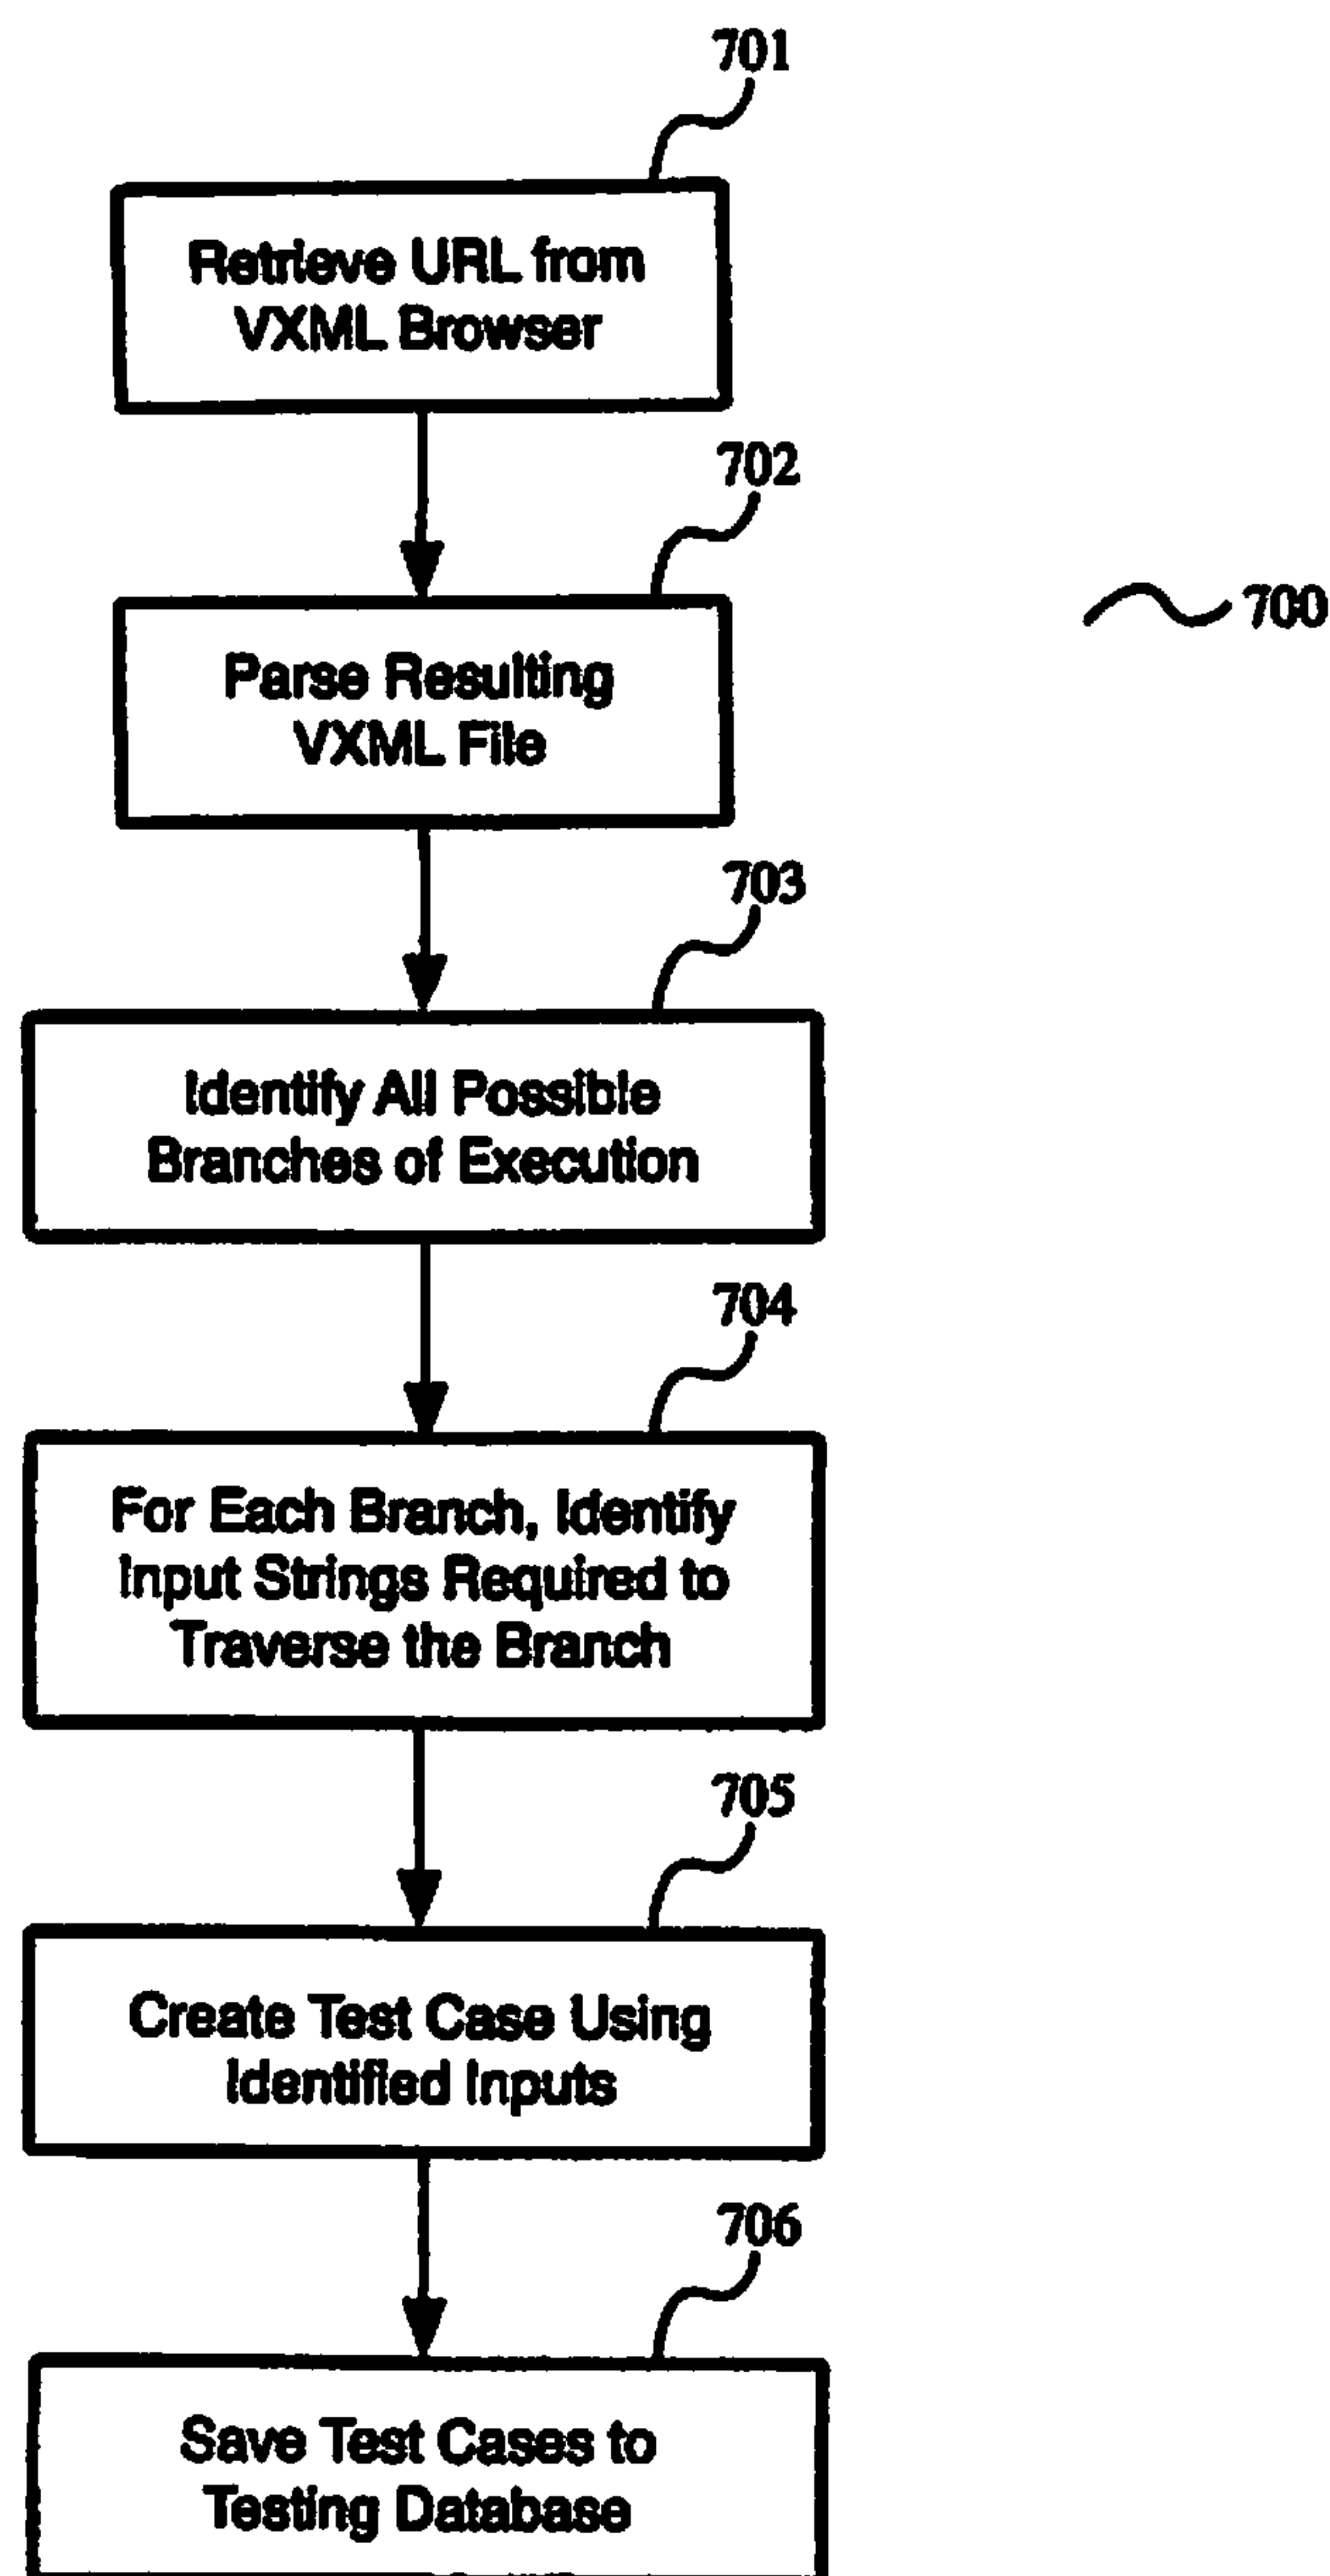 701
Retrieve URL from
VXML Browser
702
700
Parse Resulting
VXML File
703
Identify All Possible
Branches of Execution
704
For Each Branch, Identify
Input Strings Required to
Traverse the Branch
705
Create Test Case Using
Identified Inputs
706
Save Test Cases to
Testing Database